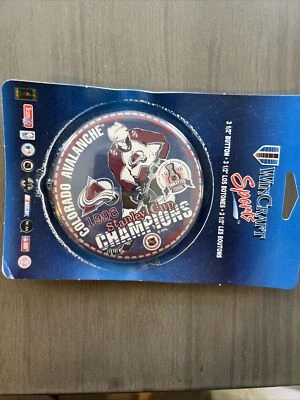 COLORADO AVALANCHE™
1996
Stanley Cup
CHAMPIONS
WINCRAFT
Sports
3 1/2" BUTTON • 3 1/2" LOS BOTONES • 3 1/2" LES BOUTONS